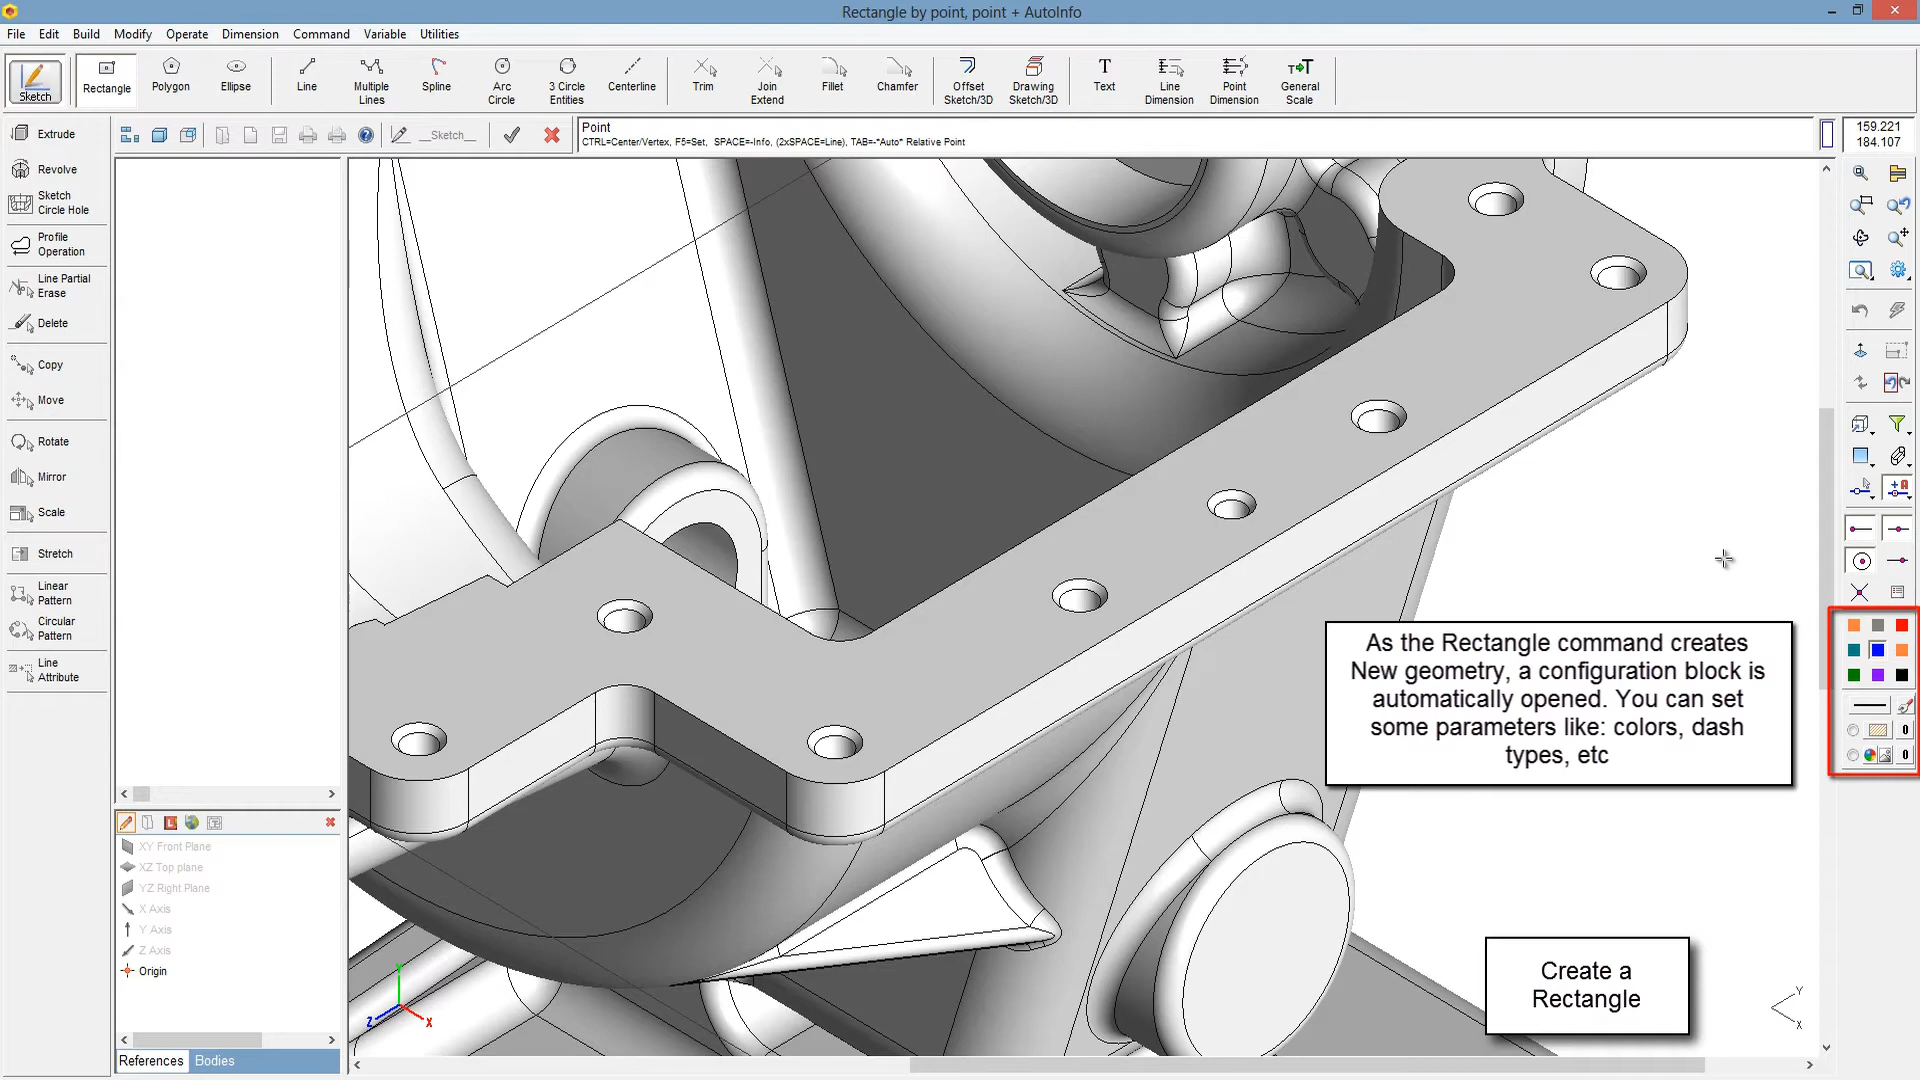 Rectangle by point, point + AutoInfo
File Edit Build Modify Operate Dimension Command Variable Utilities
Sketch
Rectangle
Polygon
Ellipse
Line
Multiple
Lines
Spline
Arc
Circle
3 Circle
Entities
Centerline
Trim
Join
Extend
Fillet
Chamfer
Offset
Sketch/3D
Drawing
Sketch/3D
Text
Line
Dimension
Point
Dimension
General
Scale
__Sketch__
Point
CTRL=Center/Vertex, F5=Set, SPACE=-Info, (2xSPACE=Line), TAB=-*Auto* Relative Point
159.221
184.107
Extrude
Revolve
Sketch
Circle Hole
Profile
Operation
Line Partial
Erase
Delete
Copy
Move
Rotate
Mirror
Scale
Stretch
Linear
Pattern
Circular
Pattern
Line
Attribute
XY Front Plane
XZ Top plane
YZ Right Plane
X Axis
Y Axis
Z Axis
Origin
References Bodies
Y
Z
X
As the Rectangle command creates
New geometry, a configuration block is
automatically opened. You can set
some parameters like: colors, dash
types, etc
0
0
Create a
Rectangle
Y
X